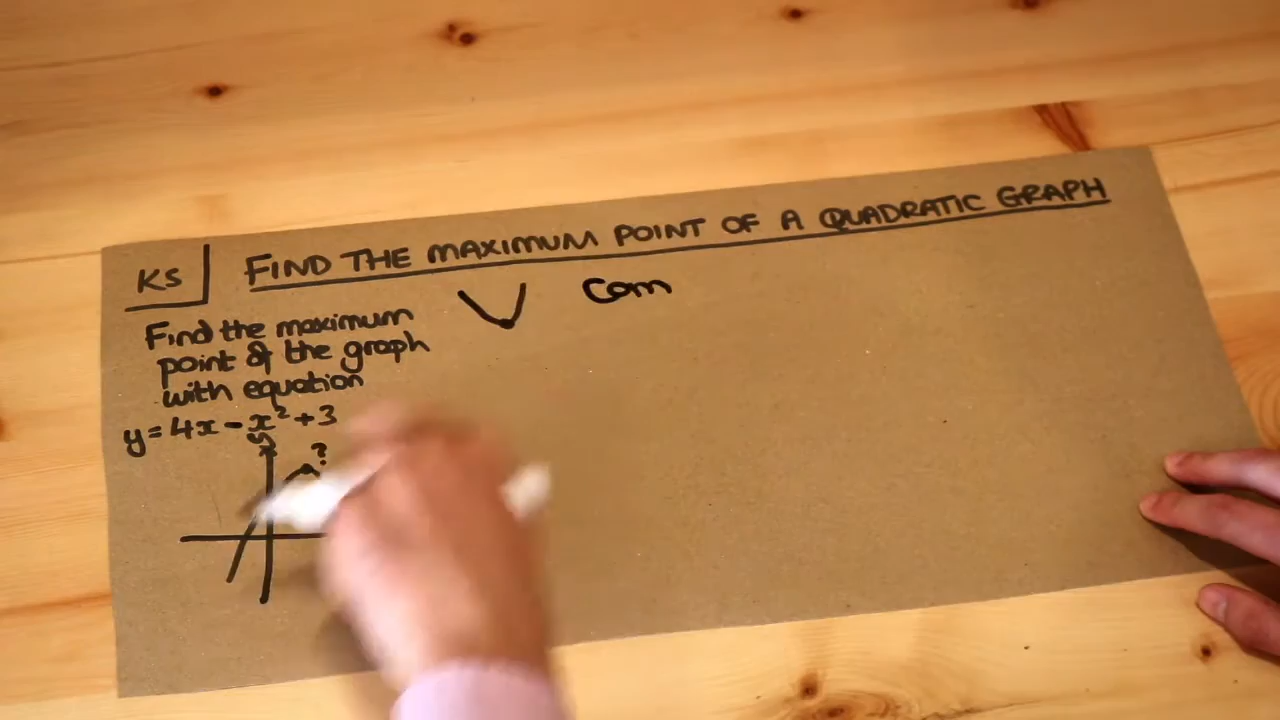 KS
FIND THE MAXIMUM POINT OF A QUADRATIC GRAPH
Find the maximum
point of the graph
with equation
y = 4x - x² + 3
Com
y
?